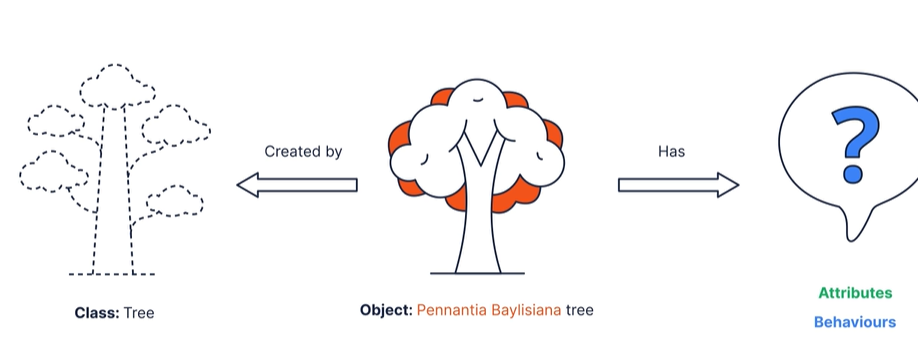 Created by
Has
?
Class: Tree
Object: Pennantia Baylisiana tree
Attributes
Behaviours